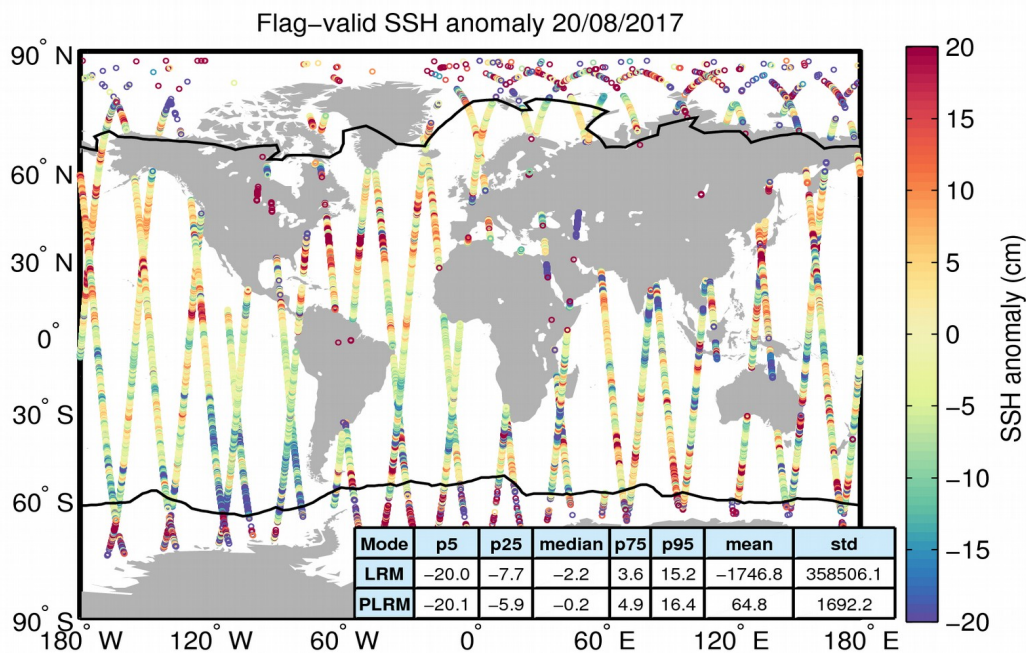 Flag−valid SSH anomaly 20/08/2017
90° N
60° N
30° N
0°
30° S
60° S
90° S
180° W 120° W 60° W 0° 60° E 120° E 180° E
Mode p5 p25 median p75 p95 mean std
LRM −20.0 −7.7 −2.2 3.6 15.2 −1746.8 358506.1
PLRM −20.1 −5.9 −0.2 4.9 16.4 64.8 1692.2
20
15
10
5
0
−5
−10
−15
−20
SSH anomaly (cm)